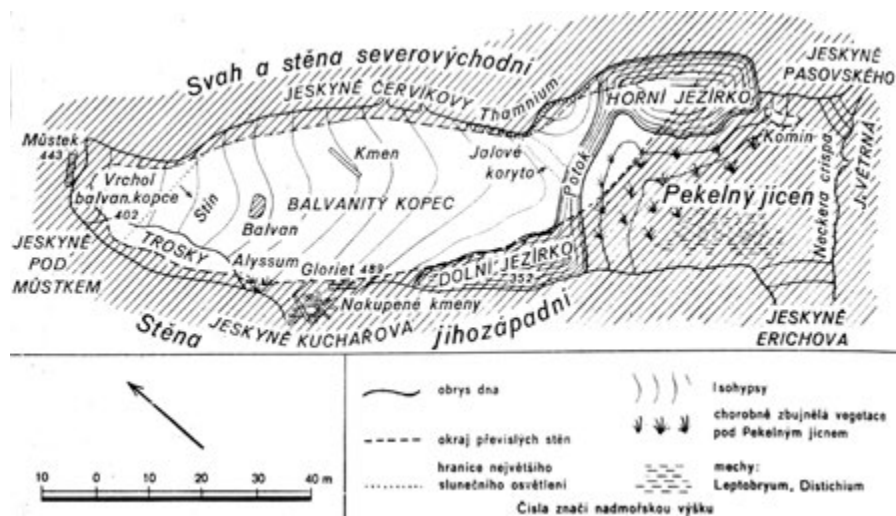 Svah a stěna severovýchodní
JESKYNĚ ČERVÍKOVY
Thamnium
HORNÍ JEZÍRKO
JESKYNĚ
PASOVSKÉHO
Můstek
443
Kmen
Jalové
koryto
Potok
Komín
Vrchol
balvan. kopce
402
Stín
Balvan
BALVANITÝ KOPEC
Pekelný jícen
Neckera crispa
J. VĚTRNÁ
JESKYNĚ
POD
MŮSTKEM
TROSKY
Alyssum
Gloriet 489
DOLNÍ JEZÍRKO
352
Nakupené kmeny
JESKYNĚ KUCHAŘOVA
Stěna
jihozápadní
JESKYNĚ
ERICHOVA
10 0 10 20 30 40 m
obrys dna
okraj převislých stěn
hranice největšího
slunečního osvětlení
Isohypsy
chorobně zbujnělá vegetace
pod Pekelným jícnem
mechy:
Leptobryum, Distichium
Čísla značí nadmořskou výšku